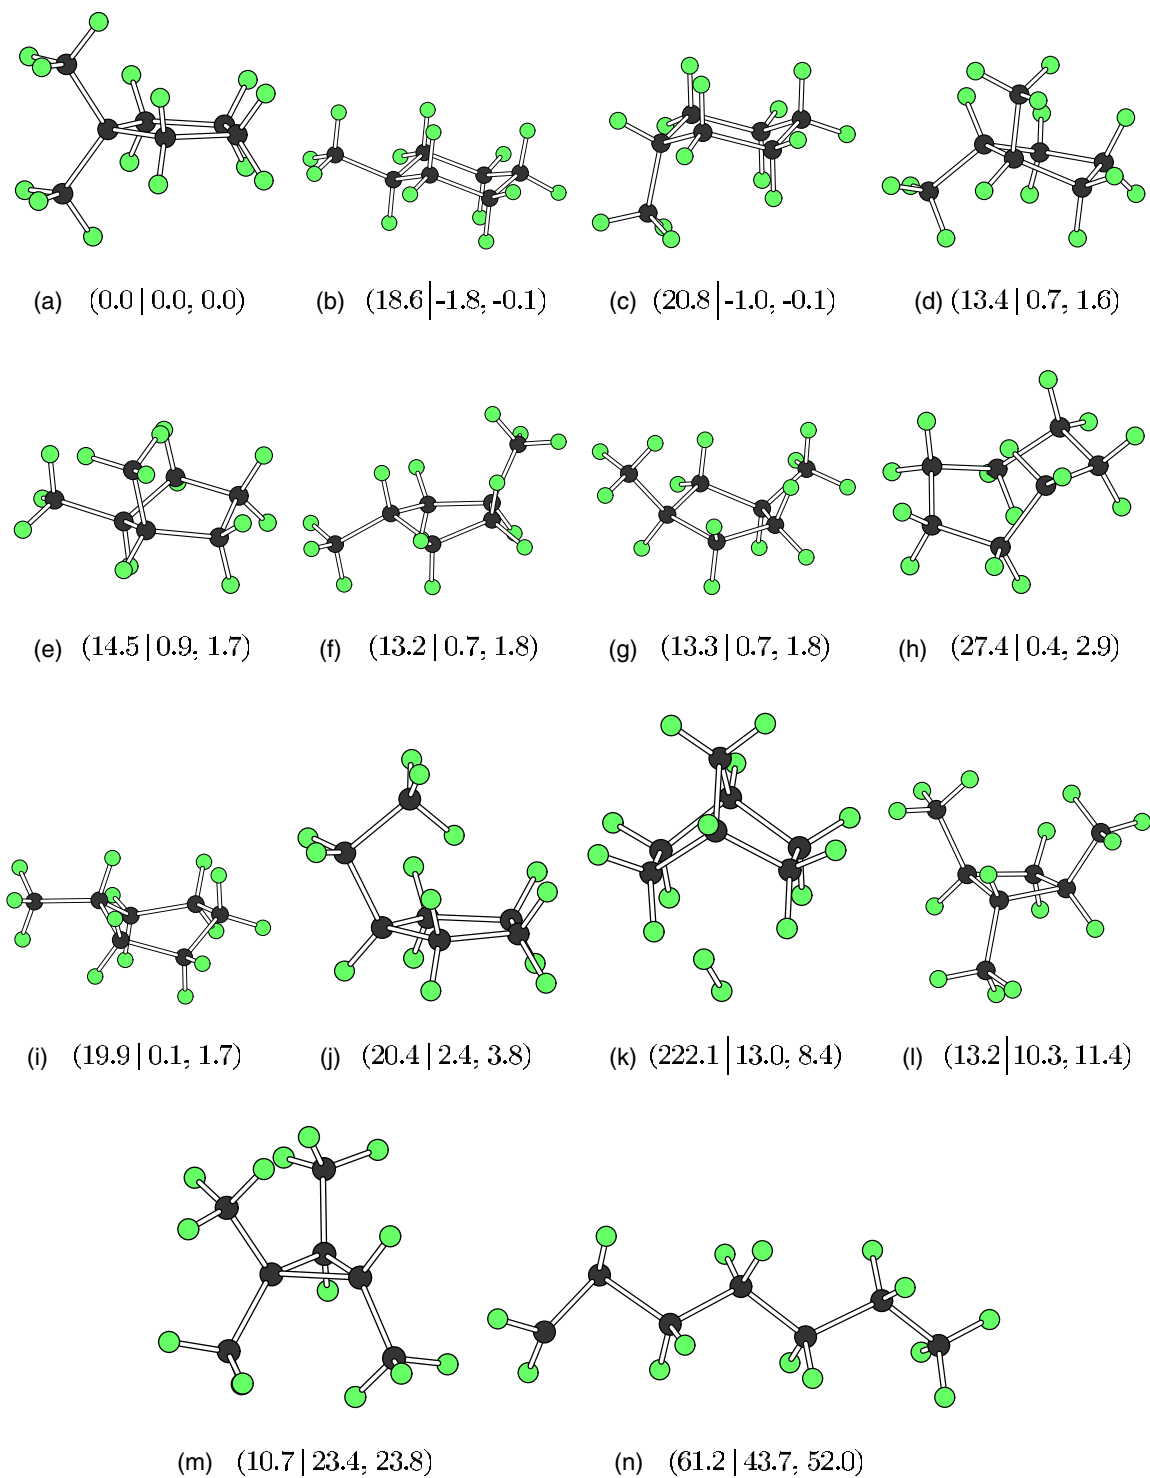 (a) (0.0 | 0.0, 0.0) (b) (18.6 | -1.8, -0.1) (c) (20.8 | -1.0, -0.1) (d) (13.4 | 0.7, 1.6)
(e) (14.5 | 0.9, 1.7) (f) (13.2 | 0.7, 1.8) (g) (13.3 | 0.7, 1.8) (h) (27.4 | 0.4, 2.9)
(i) (19.9 | 0.1, 1.7) (j) (20.4 | 2.4, 3.8) (k) (222.1 | 13.0, 8.4) (l) (13.2 | 10.3, 11.4)
(m) (10.7 | 23.4, 23.8) (n) (61.2 | 43.7, 52.0)